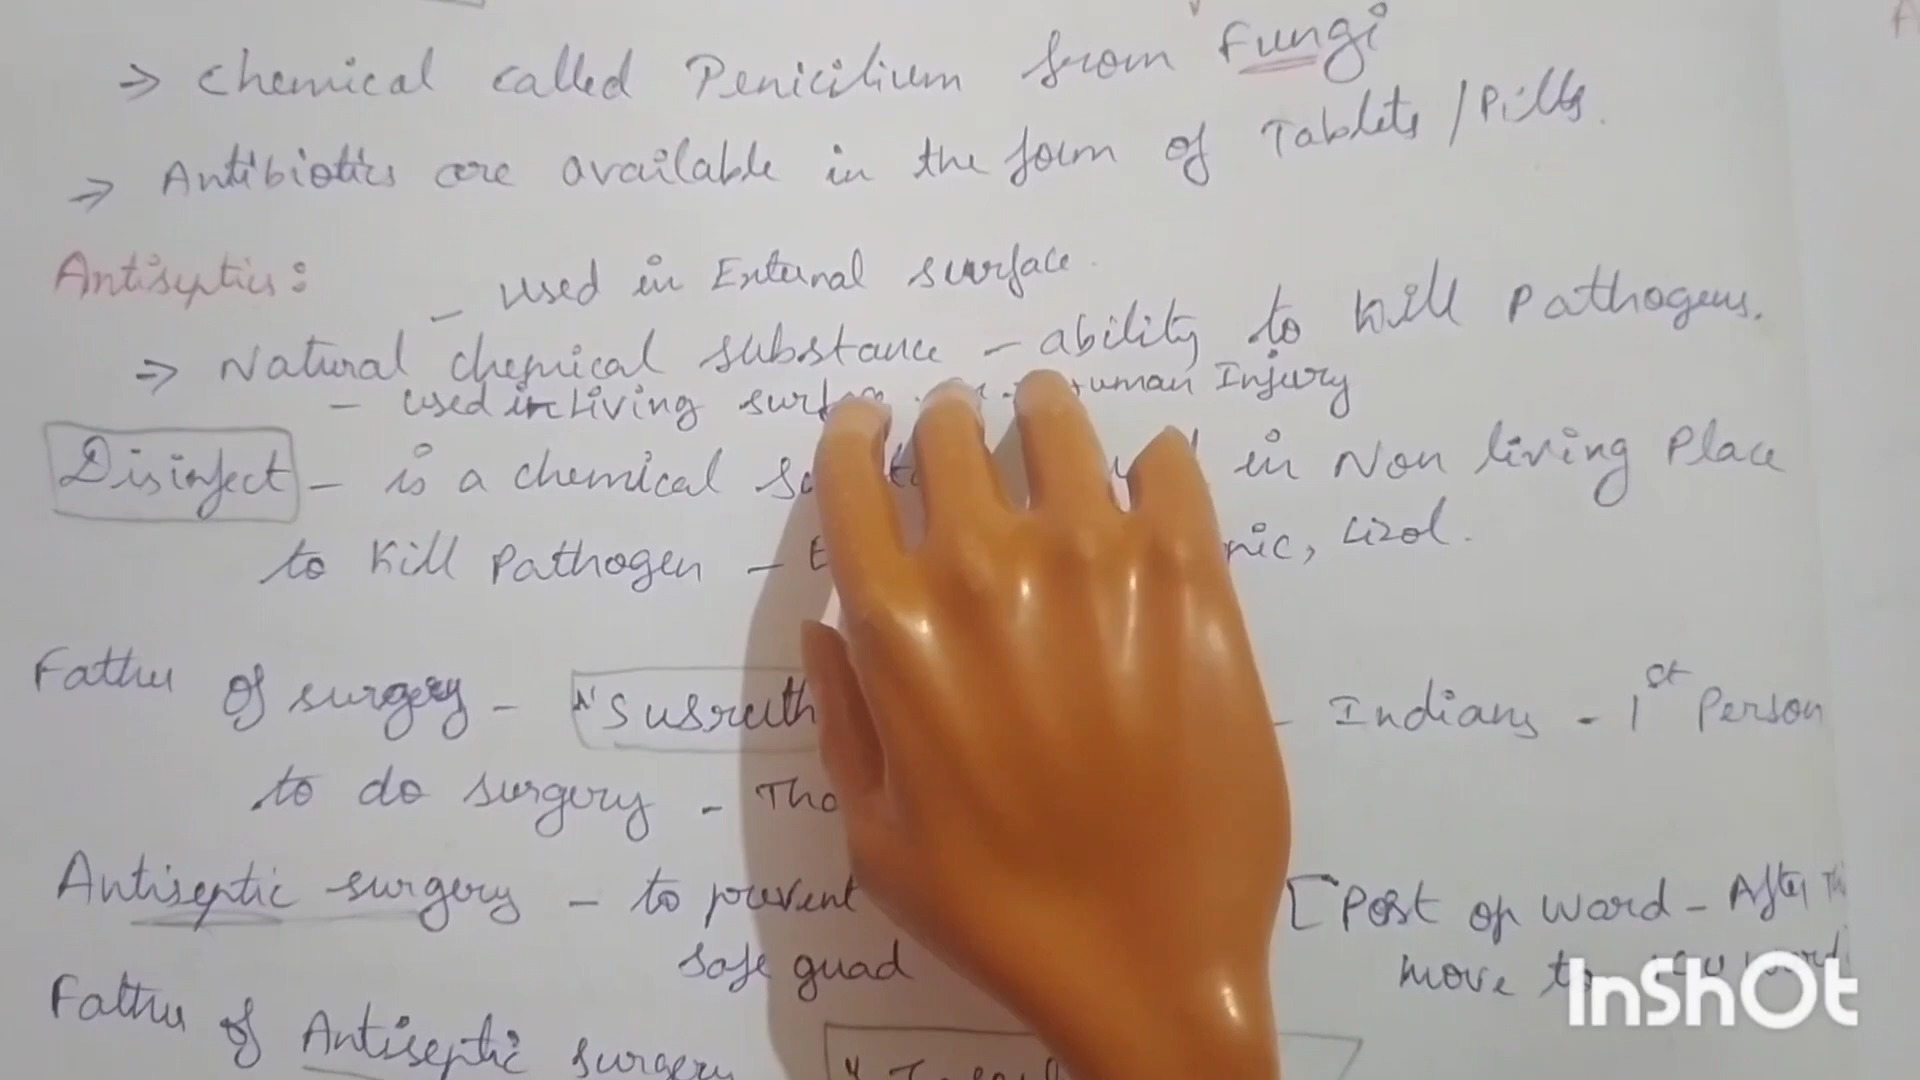 ⇒ Chemical called Penicilium from Fungi
⇒ Antibiotics are available in the form of Tablets / Pills.
Antiseptics:
- used in External surface.
⇒ Natural chemical substance - ability to Kill Pathogens.
- used in Living Human Injury
Disinfect - is a chemical in Non living Place
to Kill Pathogen - Lizol.
Father of surgery - "Susruth - Indians - 1st Person
to do surgery -
Antiseptic surgery - to prevent [Post op Ward - After
safe guad move to
Father of Antiseptic surgery
InShOt